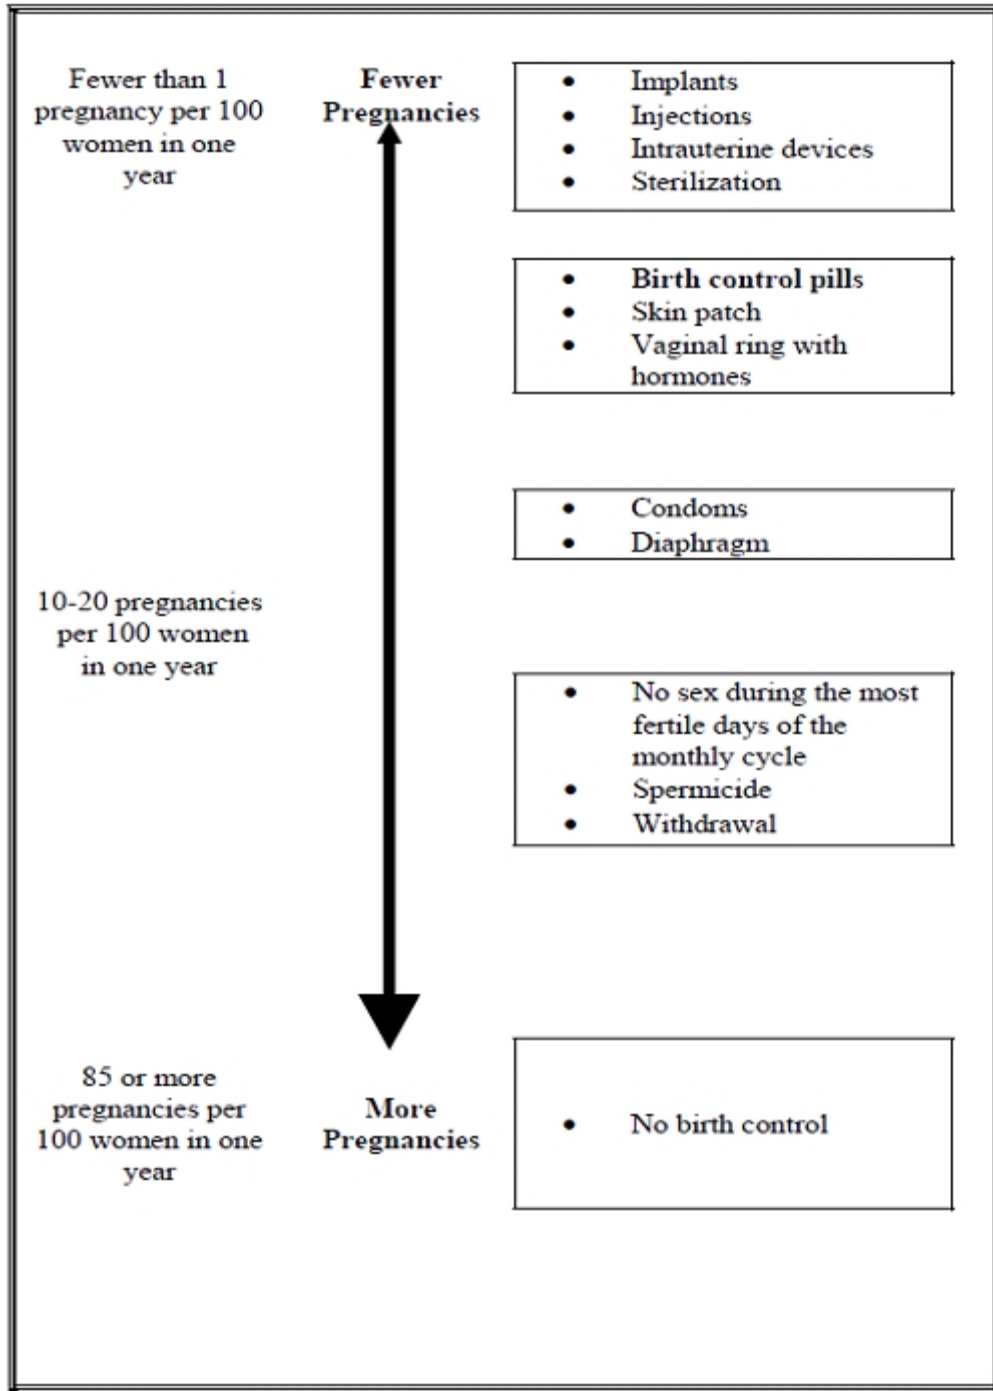 Fewer than 1
pregnancy per 100
women in one
year
Fewer
Pregnancies
• Implants
• Injections
• Intrauterine devices
• Sterilization
• Birth control pills
• Skin patch
• Vaginal ring with
hormones
• Condoms
• Diaphragm
10-20 pregnancies
per 100 women
in one year
• No sex during the most
fertile days of the
monthly cycle
• Spermicide
• Withdrawal
85 or more
pregnancies per
100 women in one
year
More
Pregnancies
• No birth control